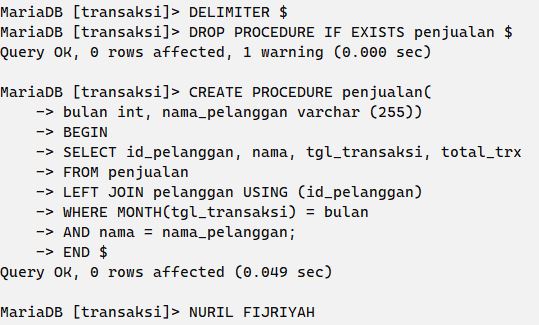 MariaDB [transaksi]> DELIMITER $
MariaDB [transaksi]> DROP PROCEDURE IF EXISTS penjualan $
Query OK, 0 rows affected, 1 warning (0.000 sec)

MariaDB [transaksi]> CREATE PROCEDURE penjualan(
    -> bulan int, nama_pelanggan varchar (255))
    -> BEGIN
    -> SELECT id_pelanggan, nama, tgl_transaksi, total_trx
    -> FROM penjualan
    -> LEFT JOIN pelanggan USING (id_pelanggan)
    -> WHERE MONTH(tgl_transaksi) = bulan
    -> AND nama = nama_pelanggan;
    -> END $
Query OK, 0 rows affected (0.049 sec)

MariaDB [transaksi]> NURIL FIJRIYAH